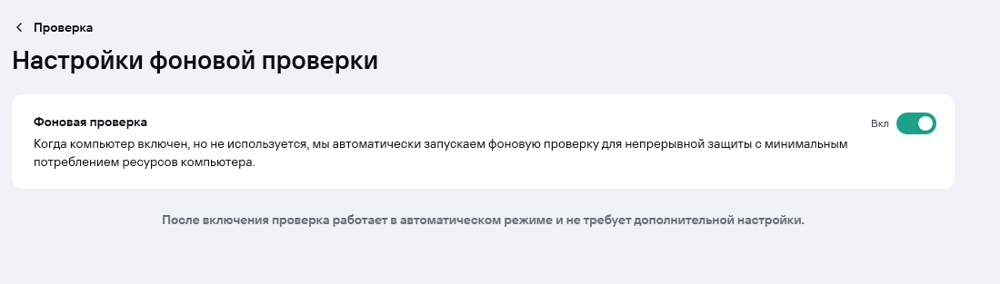 Проверка
Настройки фоновой проверки
Фоновая проверка
Вкл
Когда компьютер включен, но не используется, мы автоматически запускаем фоновую проверку для непрерывной защиты с минимальным
потреблением ресурсов компьютера.
После включения проверка работает в автоматическом режиме и не требует дополнительной настройки.